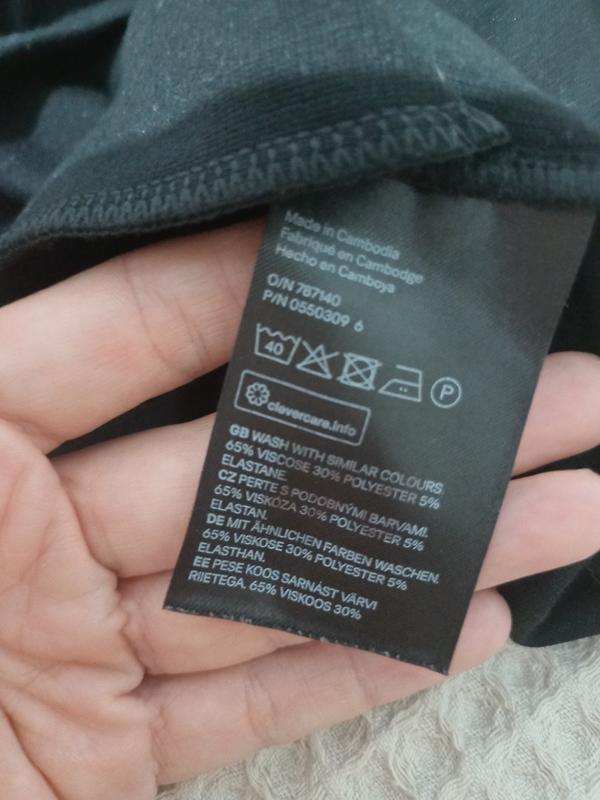 Made in Cambodia
Fabriqué en Cambodge
Hecho en Camboya
O/N 787140
P/N 0550309 6
40 P
clevercare.info
GB WASH WITH SIMILAR COLOURS.
65% VISCOSE 30% POLYESTER 5%
ELASTANE.
CZ PERTE S PODOBNÝMI BARVAMI.
65% VISKÓZA 30% POLYESTER 5%
ELASTAN.
DE MIT ÄHNLICHEN FARBEN WASCHEN.
65% VISKOSE 30% POLYESTER 5%
ELASTHAN.
EE PESE KOOS SARNAST VÄRVI
RIIETEGA. 65% VISKOOS 30%